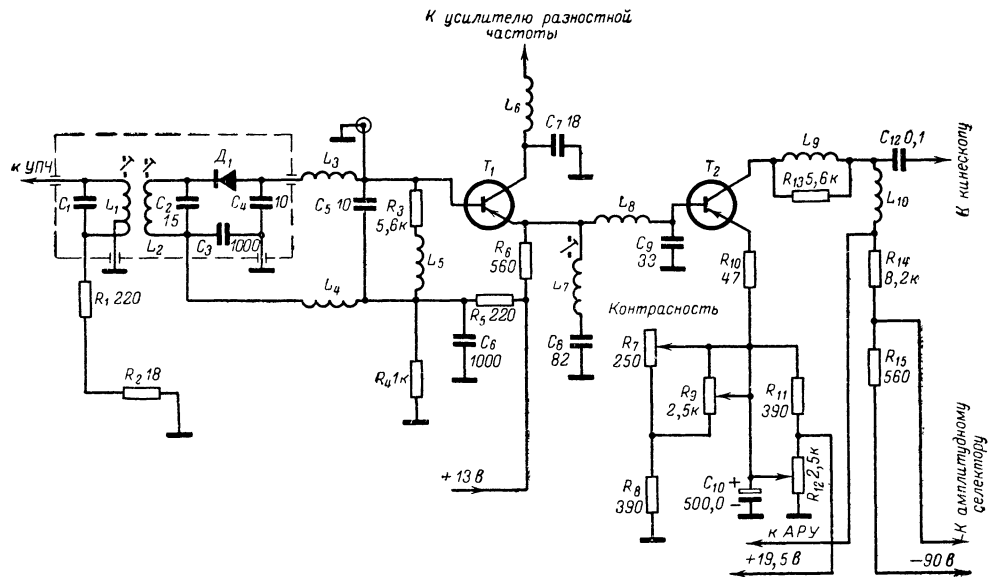 К усилителю разностной
частоты
L6
C7 18
к УПЧ
Д1
L3
T1
T2
L9
C12 0,1
К кинескопу
C1
L1
C2
15
C4
10
C5 10
R3
5,6к
R13 5,6к
L10
L2
C3
1000
L5
L8
C9
33
R6
560
L7
R10
47
R14
8,2к
R1 220
L4
R5 220
Контрасность
C6
1000
C8
82
R7
250
R15
560
R2 18
R4 1к
R9
2,5к
R11
390
+13 в
R8
390
C10
500,0
+
−
R12 2,5к
к АРУ
+19,5 в
−90 в
К амплитудному
селектору